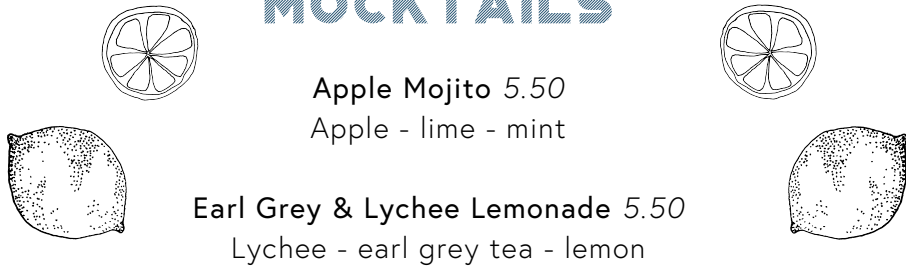 MOCKTAILS
Apple Mojito 5.50
Apple - lime - mint
Earl Grey & Lychee Lemonade 5.50
Lychee - earl grey tea - lemon